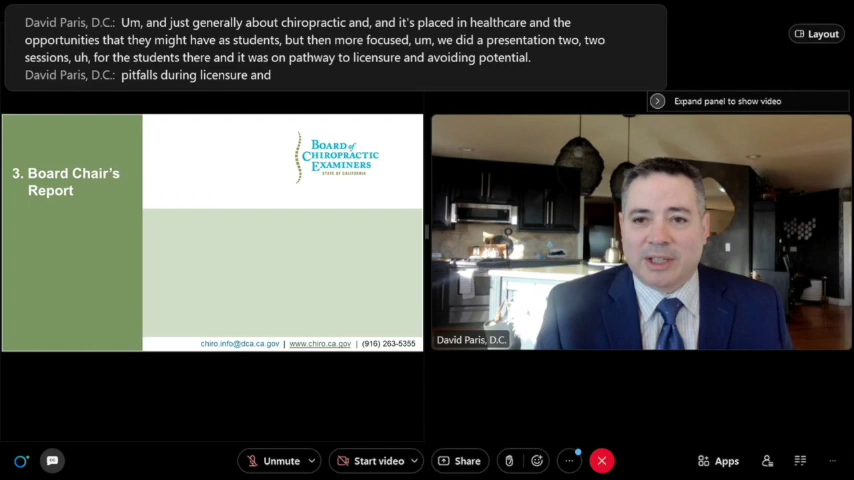 David Paris, D.C.: Um, and just generally about chiropractic and, and it's placed in healthcare and the
opportunities that they might have as students, but then more focused, um, we did a presentation two, two
sessions, uh, for the students there and it was on pathway to licensure and avoiding potential.
David Paris, D.C.: pitfalls during licensure and
Layout
Expand panel to show video
3. Board Chair's
Report
BOARD of
CHIROPRACTIC
EXAMINERS
STATE OF CALIFORNIA
chiro.info@dca.ca.gov | www.chiro.ca.gov | (916) 263-5355
David Paris, D.C.
Unmute
Start video
Share
Apps